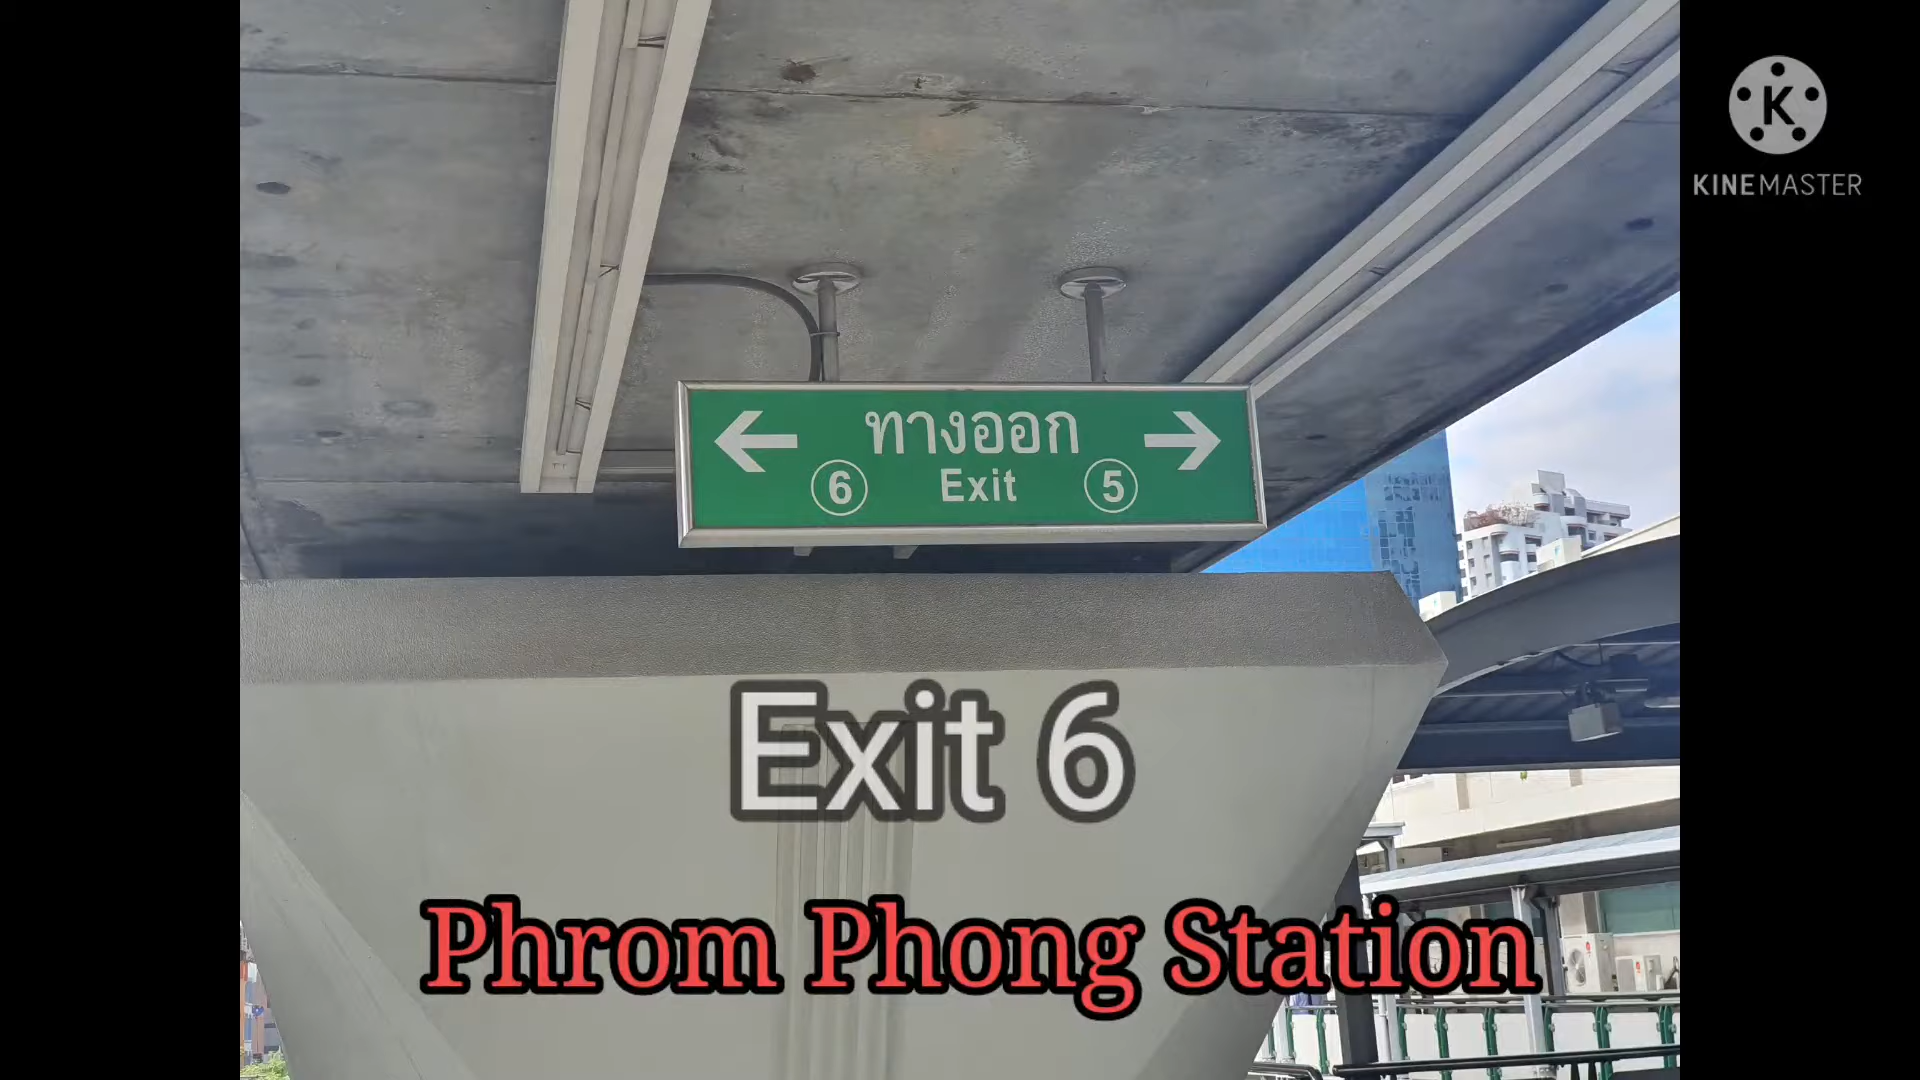 K
KINEMASTER
ทางออก
6 Exit 5
Exit 6
Phrom Phong Station